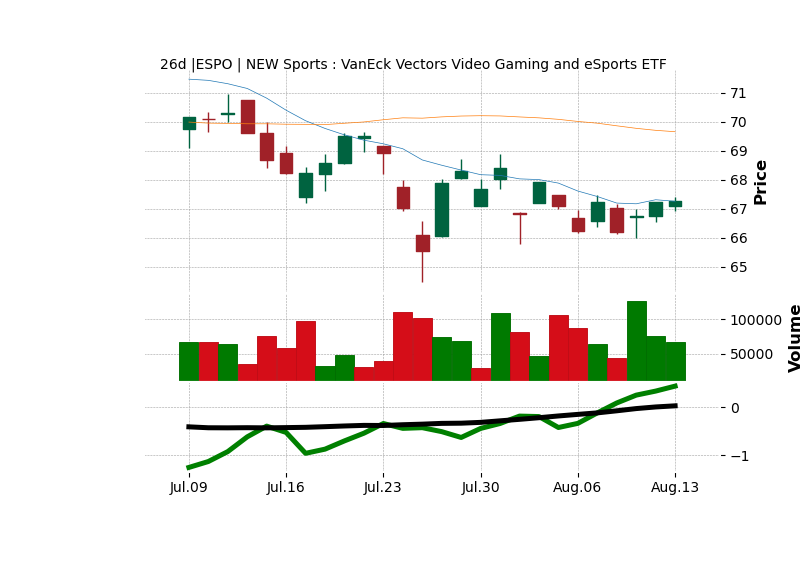 26d |ESPO | NEW Sports : VanEck Vectors Video Gaming and eSports ETF
71
70
69
68
67
66
65
Price
100000
50000
Volume
0
−1
Jul.09 Jul.16 Jul.23 Jul.30 Aug.06 Aug.13